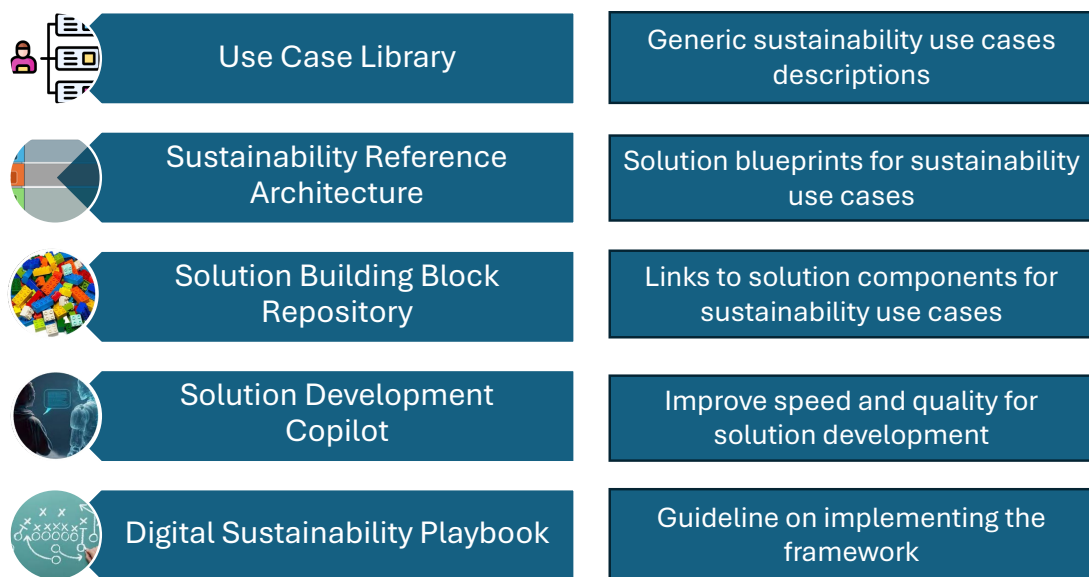 Use Case Library
Generic sustainability use cases
descriptions
Sustainability Reference
Architecture
Solution blueprints for sustainability
use cases
Solution Building Block
Repository
Links to solution components for
sustainability use cases
Solution Development
Copilot
Improve speed and quality for
solution development
Digital Sustainability Playbook
Guideline on implementing the
framework